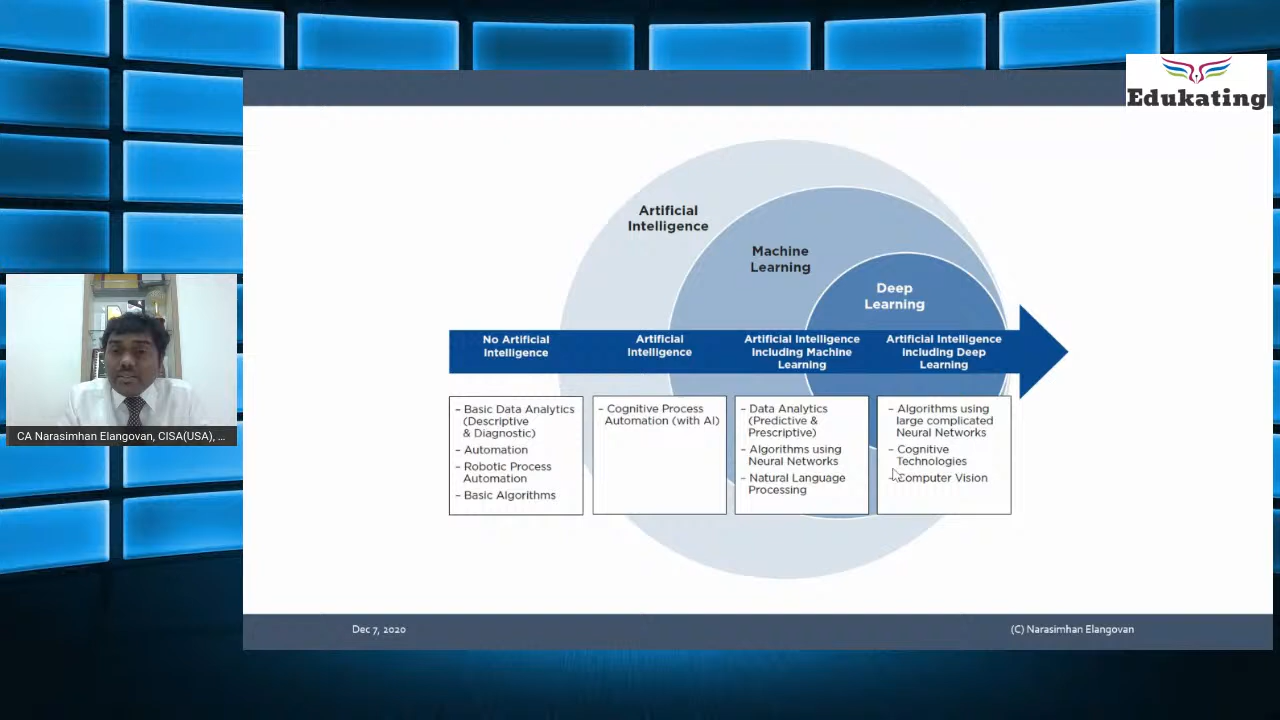 Edukating
Artificial
Intelligence
Machine
Learning
Deep
Learning
No Artificial
Intelligence
Artificial
Intelligence
Artificial Intelligence
Including Machine
Learning
Artificial Intelligence
including Deep
Learning
– Basic Data Analytics
(Descriptive
& Diagnostic)
– Automation
– Robotic Process
Automation
– Basic Algorithms
– Cognitive Process
Automation (with AI)
– Data Analytics
(Predictive &
Prescriptive)
– Algorithms using
Neural Networks
– Natural Language
Processing
– Algorithms using
large complicated
Neural Networks
– Cognitive
Technologies
– Computer Vision
CA Narasimhan Elangovan, CISA(USA), ...
Dec 7, 2020
(C) Narasimhan Elangovan